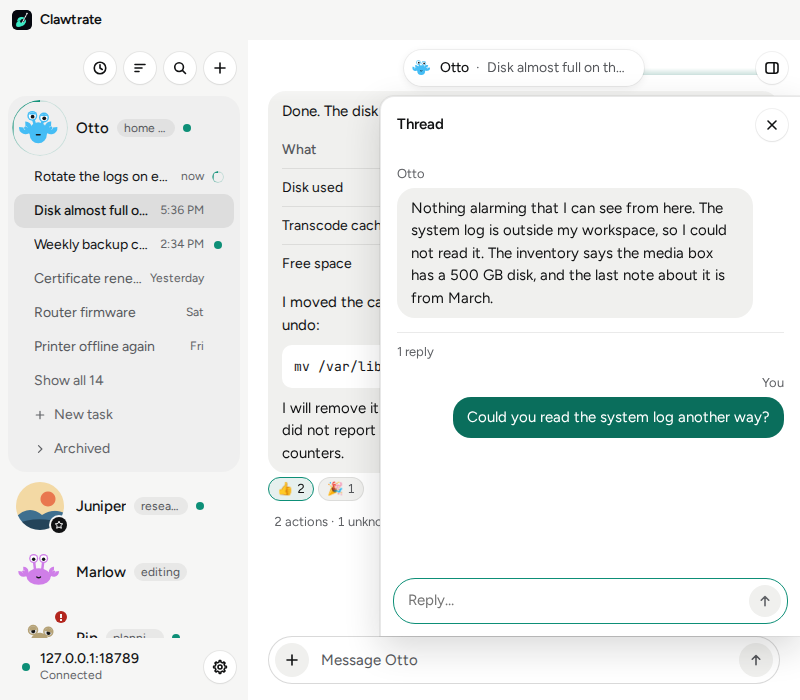 Clawtrate
Otto
home ...
Rotate the logs on e... now
Disk almost full o... 5:36 PM
Weekly backup c... 2:34 PM
Certificate rene... Yesterday
Router firmware Sat
Printer offline again Fri
Show all 14
New task
Archived
Juniper resea...
Marlow editing
Pip planni...
127.0.0.1:18789
Connected
Otto · Disk almost full on th...
Done. The disk
What
Disk used
Transcode cach
Free space
I moved the ca
undo:
mv /var/lib
I will remove it
did not report
counters.
👍 2 🎉 1
2 actions · 1 unkno
Message Otto
Thread
Otto
Nothing alarming that I can see from here. The
system log is outside my workspace, so I could
not read it. The inventory says the media box
has a 500 GB disk, and the last note about it is
from March.
1 reply
You
Could you read the system log another way?
Reply...